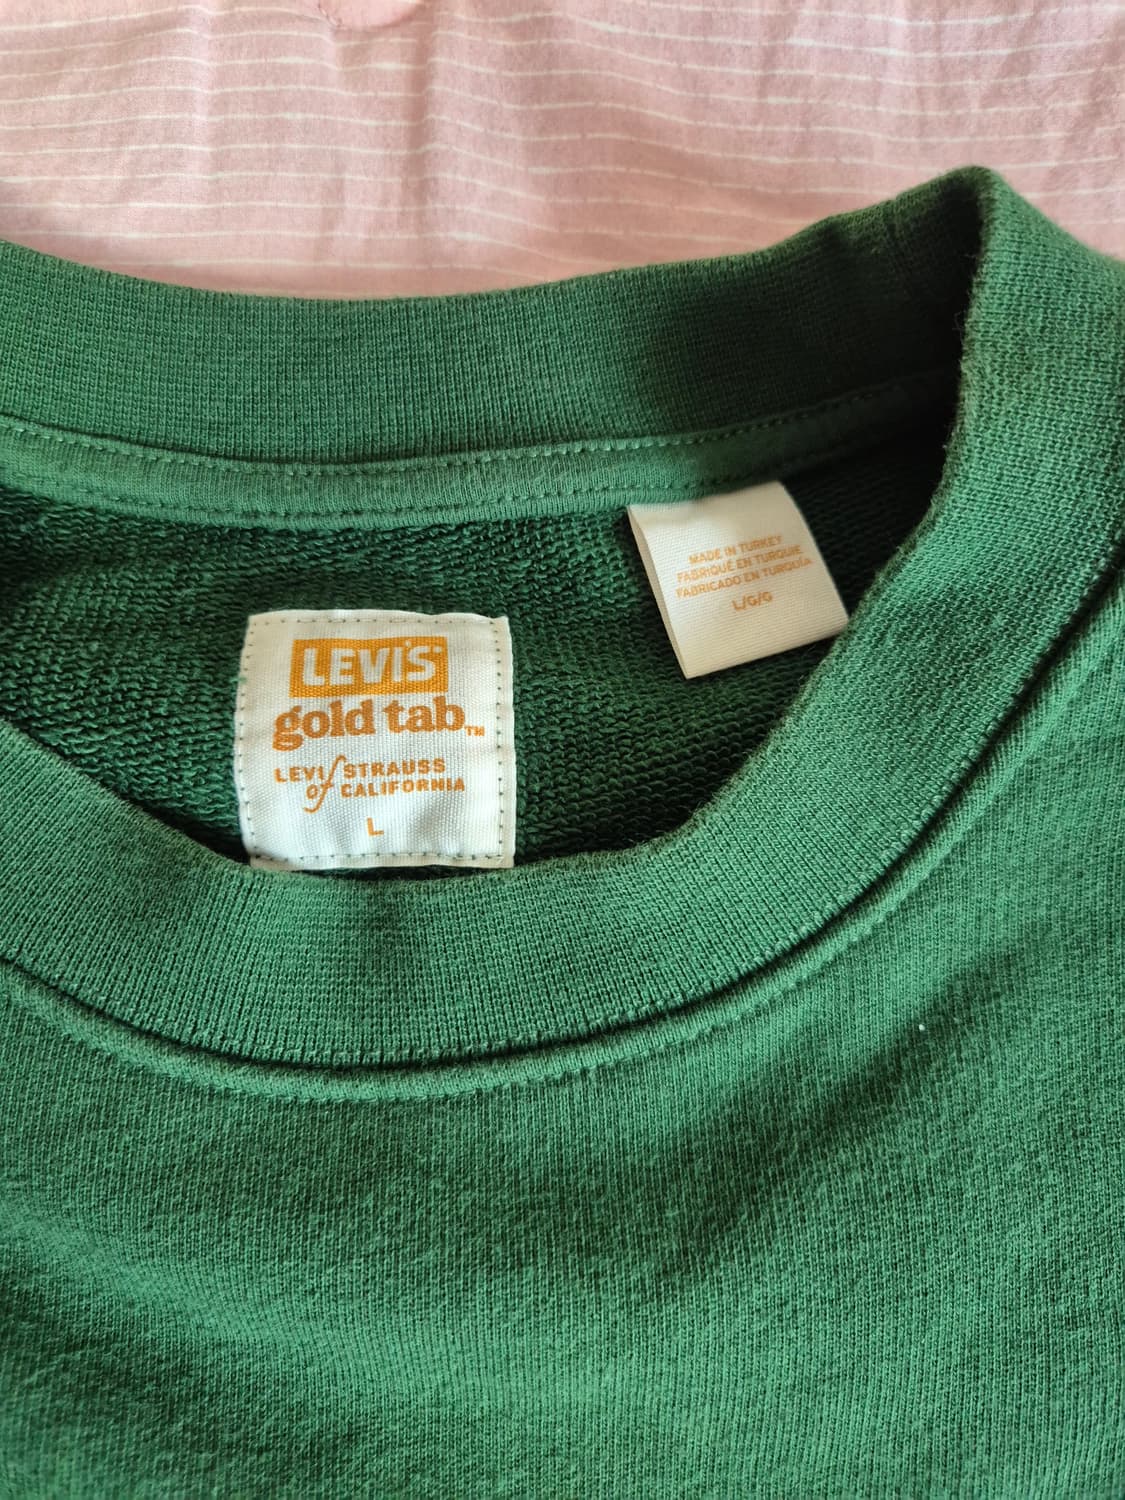 LEVI'S
gold tab™
LEVI STRAUSS
of CALIFORNIA
L
MADE IN TURKEY
FABRIQUÉ EN TURQUIE
FABRICADO EN TURQUÍA
L/G/G